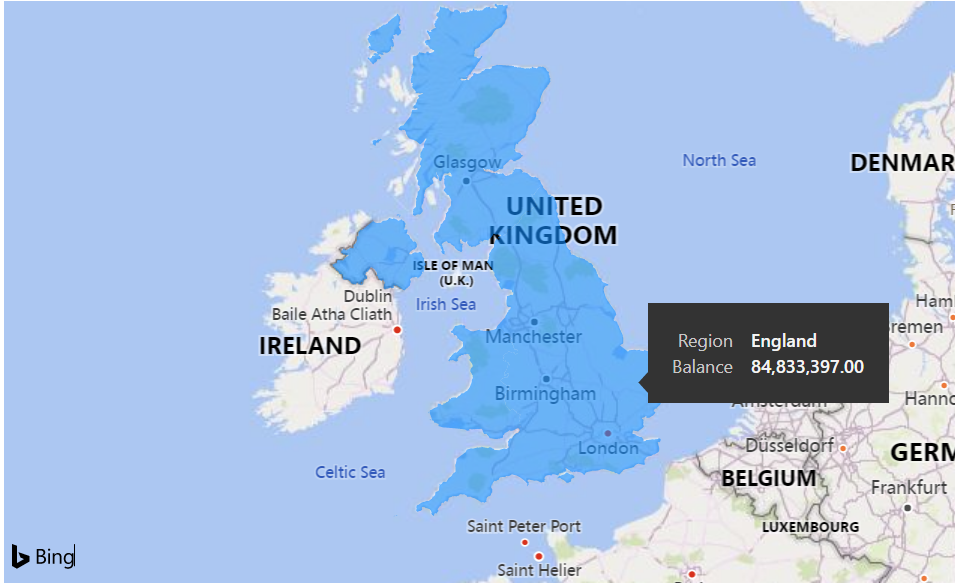 North Sea
DENMAR
Glasgow
UNITED
KINGDOM
ISLE OF MAN
(U.K.)
Dublin
Baile Atha Cliath
Irish Sea
IRELAND
Manchester
Region England
Balance 84,833,397.00
Ham
remen
Birmingham
Hanno
Amsterdam
London
Düsseldorf
GERM
Celtic Sea
BELGIUM
Frankfurt
Saint Peter Port
LUXEMBOURG
Saint Helier
Bing